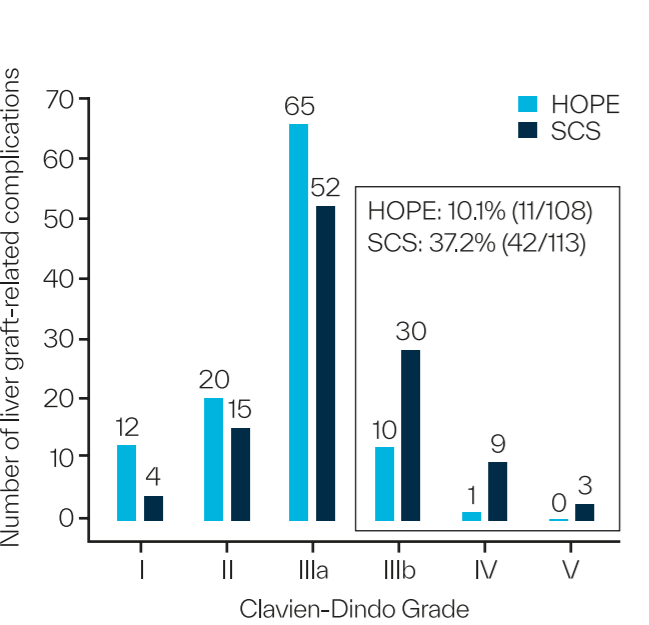 Number of liver graft-related complications
70
60
50
40
30
20
10
0
12
4
20
15
65
52
10
30
1
9
0
3
HOPE
SCS
HOPE: 10.1% (11/108)
SCS: 37.2% (42/113)
I
II
IIIa
IIIb
IV
V
Clavien-Dindo Grade